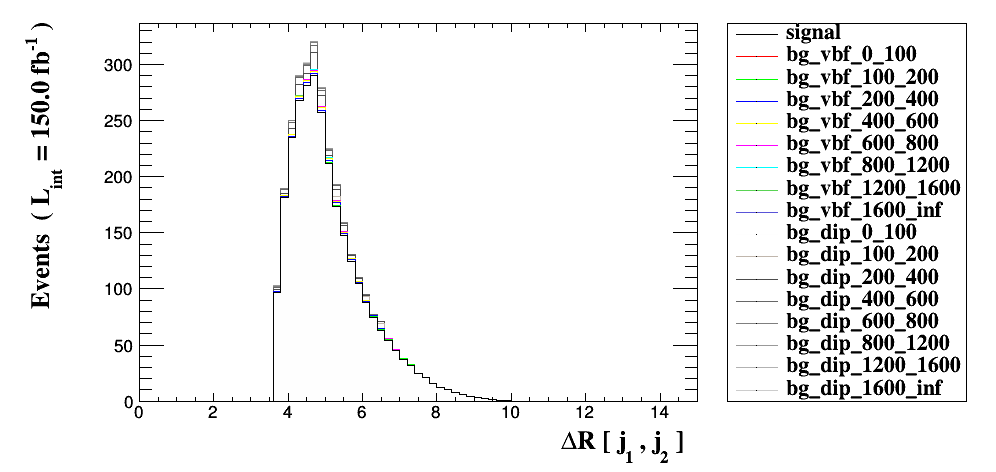 Events ( L_int = 150.0 fb⁻¹ )
300
250
200
150
100
50
0
0 2 4 6 8 10 12 14
ΔR [ j_1 , j_2 ]
signal
bg_vbf_0_100
bg_vbf_100_200
bg_vbf_200_400
bg_vbf_400_600
bg_vbf_600_800
bg_vbf_800_1200
bg_vbf_1200_1600
bg_vbf_1600_inf
bg_dip_0_100
bg_dip_100_200
bg_dip_200_400
bg_dip_400_600
bg_dip_600_800
bg_dip_800_1200
bg_dip_1200_1600
bg_dip_1600_inf